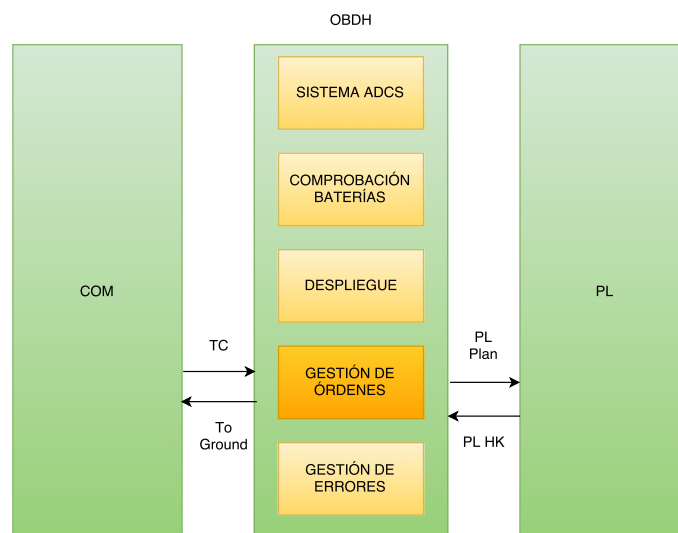 OBDH
SISTEMA ADCS
COMPROBACIÓN
BATERÍAS
COM
DESPLIEGUE
PL
TC
PL
Plan
GESTIÓN DE
ÓRDENES
To
Ground
PL HK
GESTIÓN DE
ERRORES